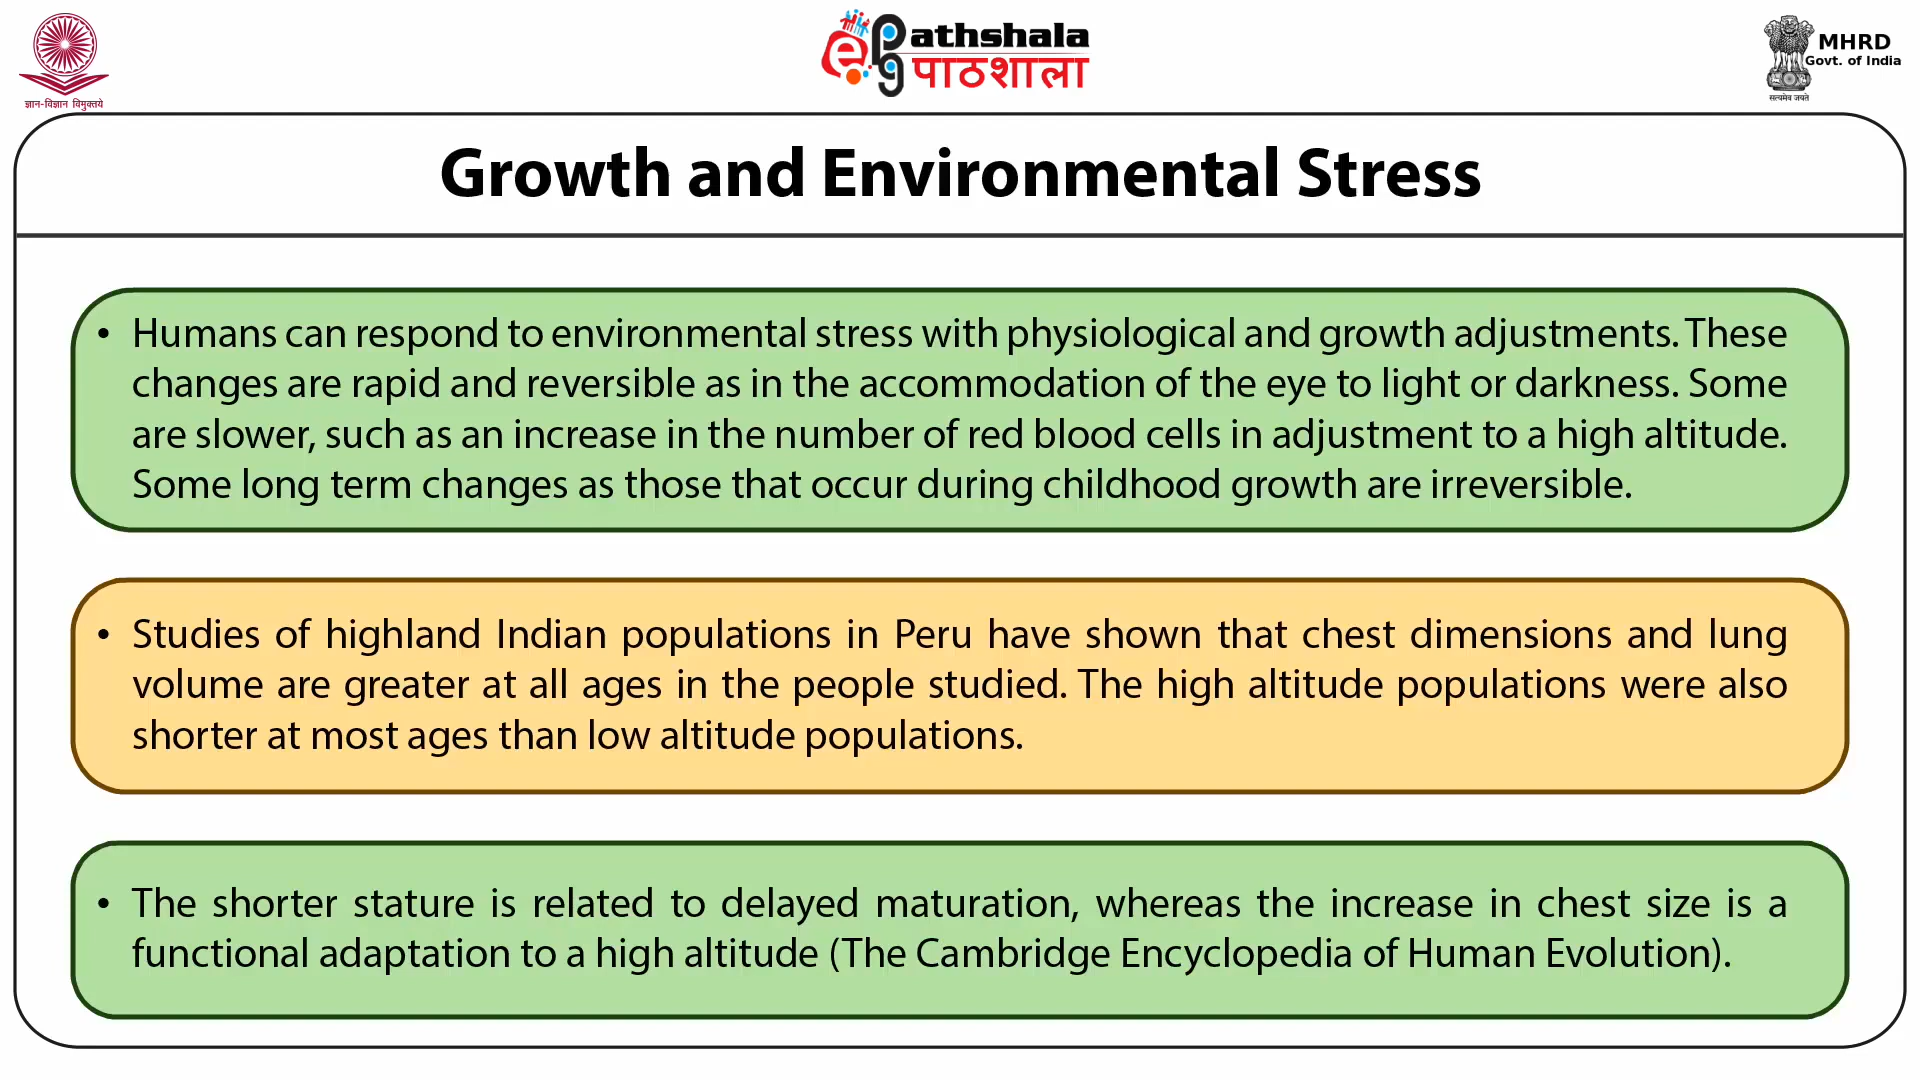 ज्ञान-विज्ञान विमुक्तये
ePathshala
पाठशाला
MHRD
Govt. of India
सत्यमेव जयते
Growth and Environmental Stress
• Humans can respond to environmental stress with physiological and growth adjustments. These
changes are rapid and reversible as in the accommodation of the eye to light or darkness. Some
are slower, such as an increase in the number of red blood cells in adjustment to a high altitude.
Some long term changes as those that occur during childhood growth are irreversible.
• Studies of highland Indian populations in Peru have shown that chest dimensions and lung
volume are greater at all ages in the people studied. The high altitude populations were also
shorter at most ages than low altitude populations.
• The shorter stature is related to delayed maturation, whereas the increase in chest size is a
functional adaptation to a high altitude (The Cambridge Encyclopedia of Human Evolution).